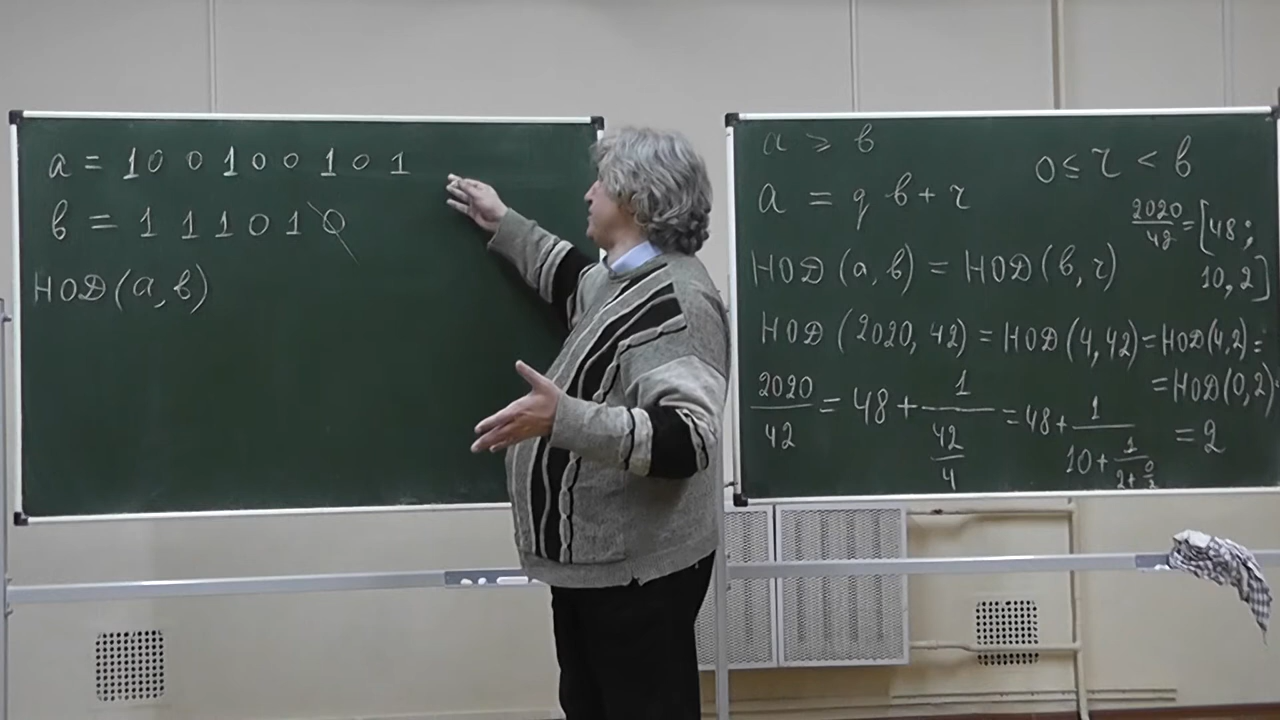 a = 1 0 0 1 0 0 1 0 1
в = 1 1 1 0 1 0
НОД(а, в)
a ⩾ в
0 ≤ r < в
a = q в + r
2020/42 = [48; 10, 2]
НОД(а, в) = НОД(в, r)
НОД(2020, 42) = НОД(4, 42) = НОД(4, 2) =
= НОД(0, 2) =
= 2
2020/42 = 48 + 1/(42/4) = 48 + 1/(10 + 1/(2 + 0/2))